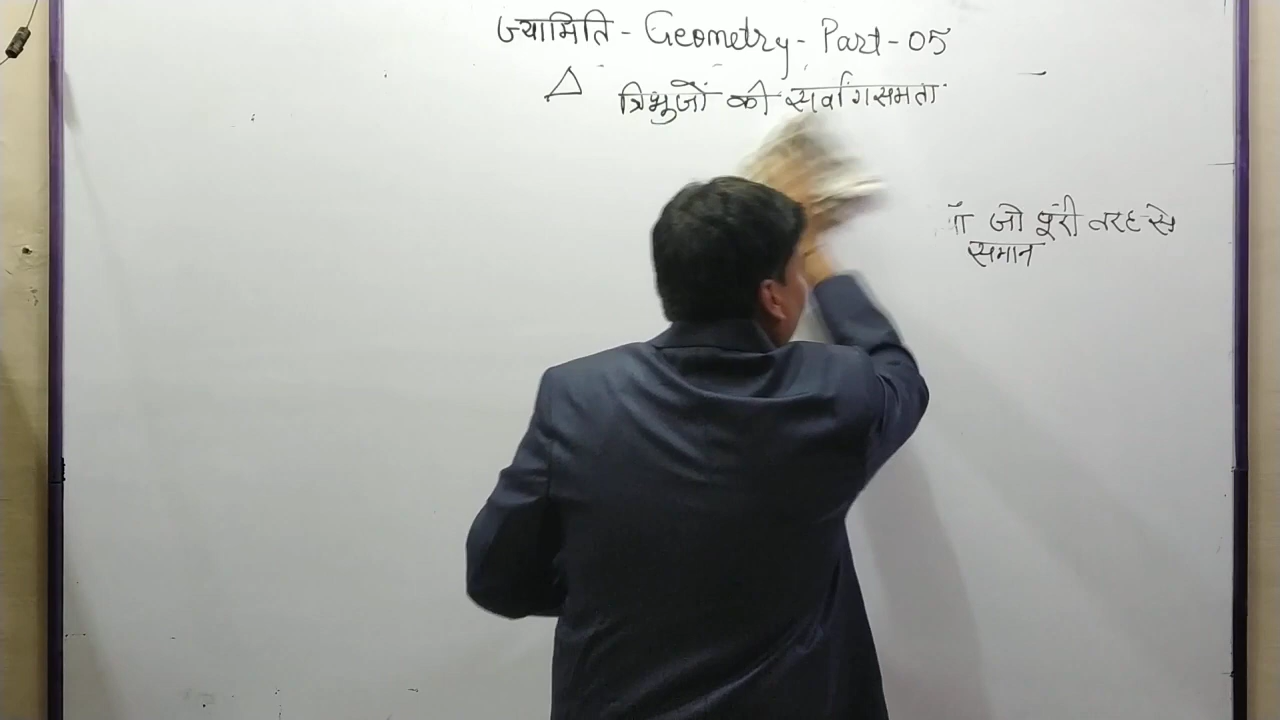 ज्यामिति - Geometry - Part - 05
त्रिभुजों की सर्वांगसमता
जो पूरी तरह से
समान